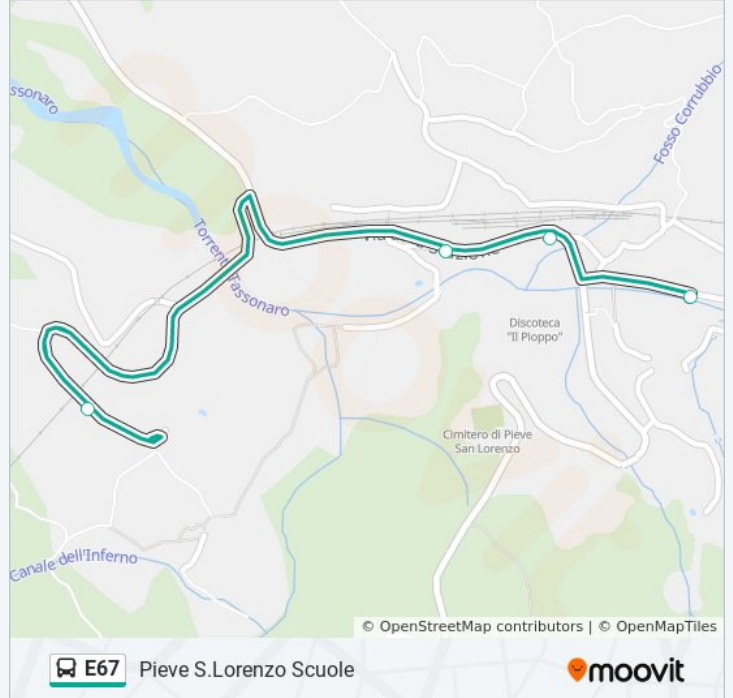 ssonaro
Fosso Corrubbio
Torrente Tassonaro
Discoteca
"Il Pioppo"
Cimitero di Pieve
San Lorenzo
Canale dell'Inferno
© OpenStreetMap contributors | © OpenMapTiles
E67 Pieve S.Lorenzo Scuole
moovit